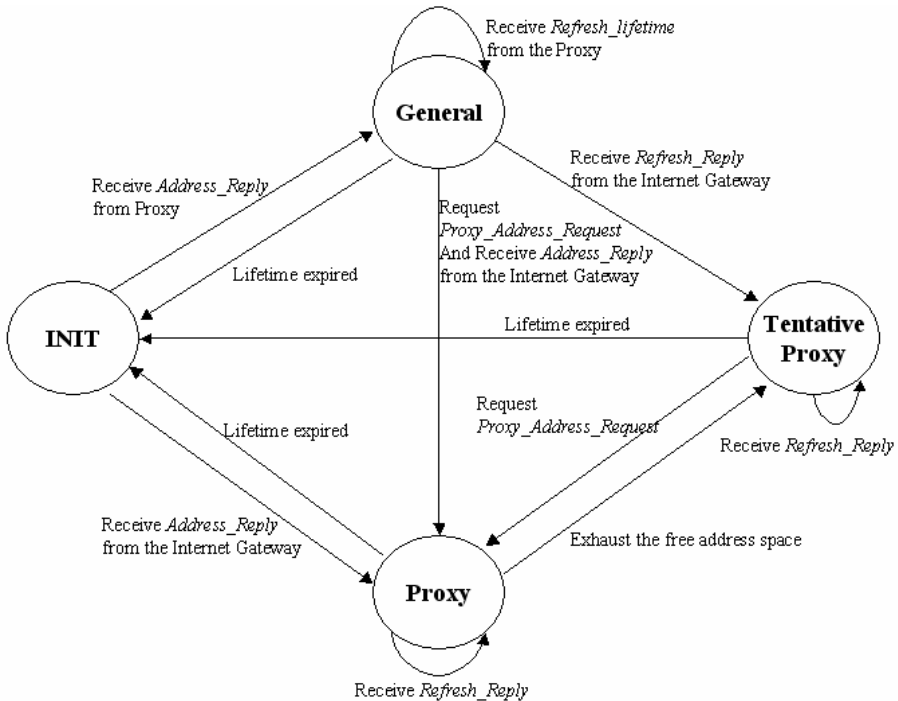 Receive Refresh_lifetime
from the Proxy
General
Receive Refresh_Reply
from the Internet Gateway
Receive Address_Reply
from Proxy
Request
Proxy_Address_Request
And Receive Address_Reply
from the Internet Gateway
Lifetime expired
INIT
Lifetime expired
Tentative
Proxy
Request
Proxy_Address_Request
Lifetime expired
Receive Refresh_Reply
Receive Address_Reply
from the Internet Gateway
Exhaust the free address space
Proxy
Receive Refresh_Reply